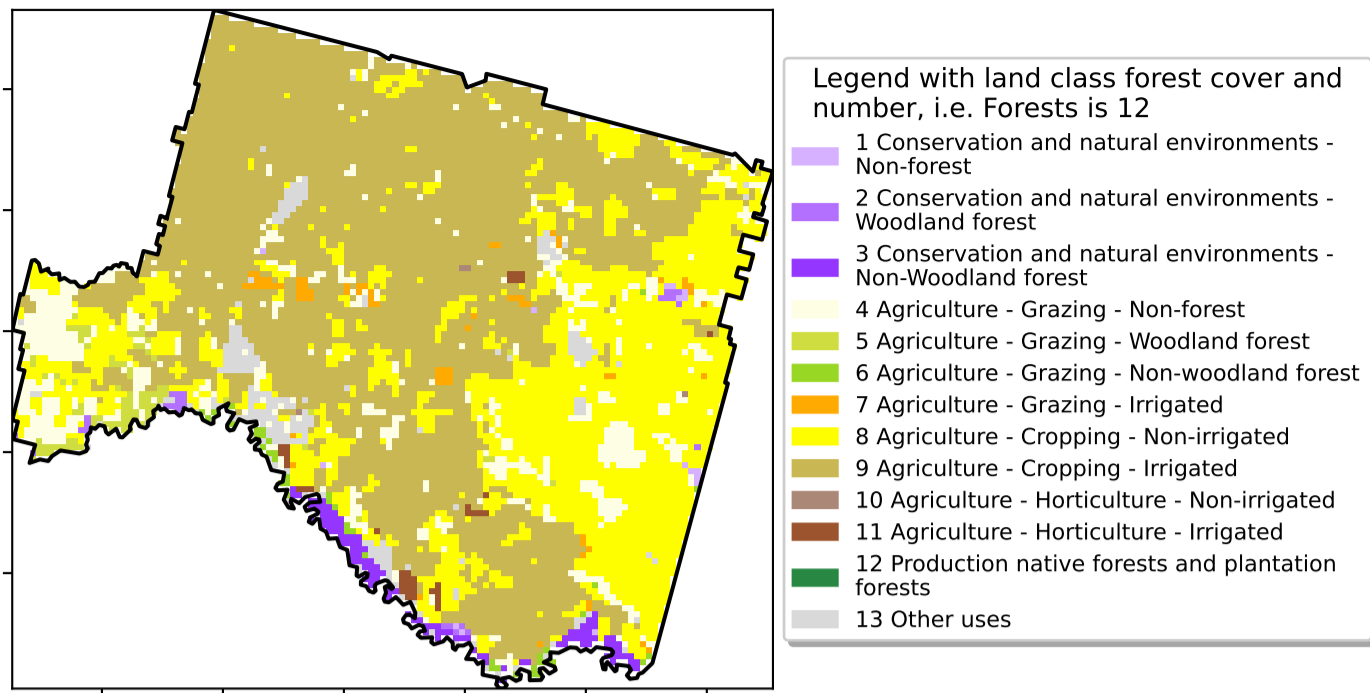 Legend with land class forest cover and
number, i.e. Forests is 12
1 Conservation and natural environments -
Non-forest
2 Conservation and natural environments -
Woodland forest
3 Conservation and natural environments -
Non-Woodland forest
4 Agriculture - Grazing - Non-forest
5 Agriculture - Grazing - Woodland forest
6 Agriculture - Grazing - Non-woodland forest
7 Agriculture - Grazing - Irrigated
8 Agriculture - Cropping - Non-irrigated
9 Agriculture - Cropping - Irrigated
10 Agriculture - Horticulture - Non-irrigated
11 Agriculture - Horticulture - Irrigated
12 Production native forests and plantation
forests
13 Other uses